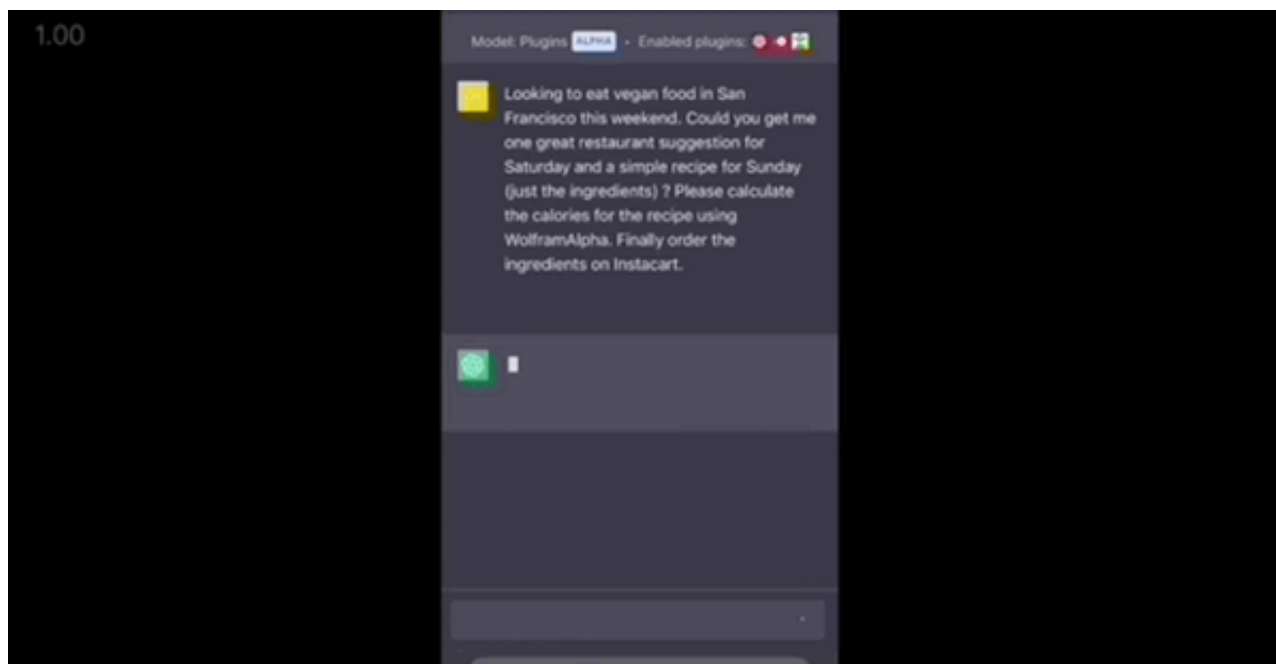 1.00
Model: Plugins ALPHA · Enabled plugins:
Looking to eat vegan food in San
Francisco this weekend. Could you get me
one great restaurant suggestion for
Saturday and a simple recipe for Sunday
(just the ingredients) ? Please calculate
the calories for the recipe using
WolframAlpha. Finally order the
ingredients on Instacart.